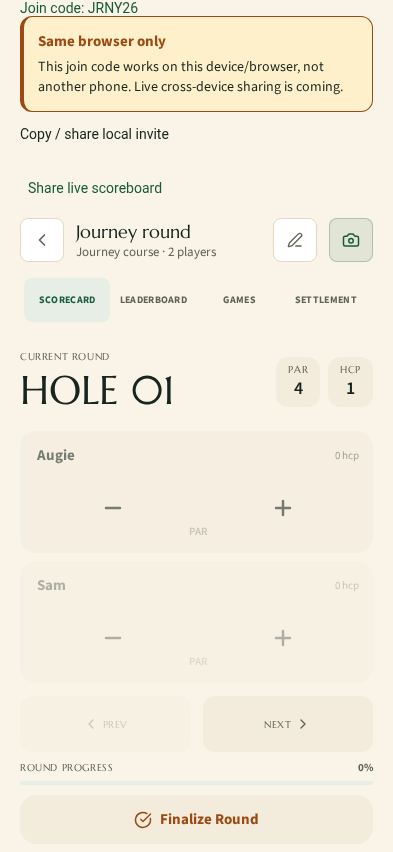 Join code: JRNY26
Same browser only
This join code works on this device/browser, not
another phone. Live cross-device sharing is coming.
Copy / share local invite
Share live scoreboard
Journey round
Journey course · 2 players
SCORECARD LEADERBOARD GAMES SETTLEMENT
CURRENT ROUND
HOLE 01
PAR
4
HCP
1
Augie
0 hcp
PAR
Sam
0 hcp
PAR
PREV
NEXT
ROUND PROGRESS
0%
Finalize Round